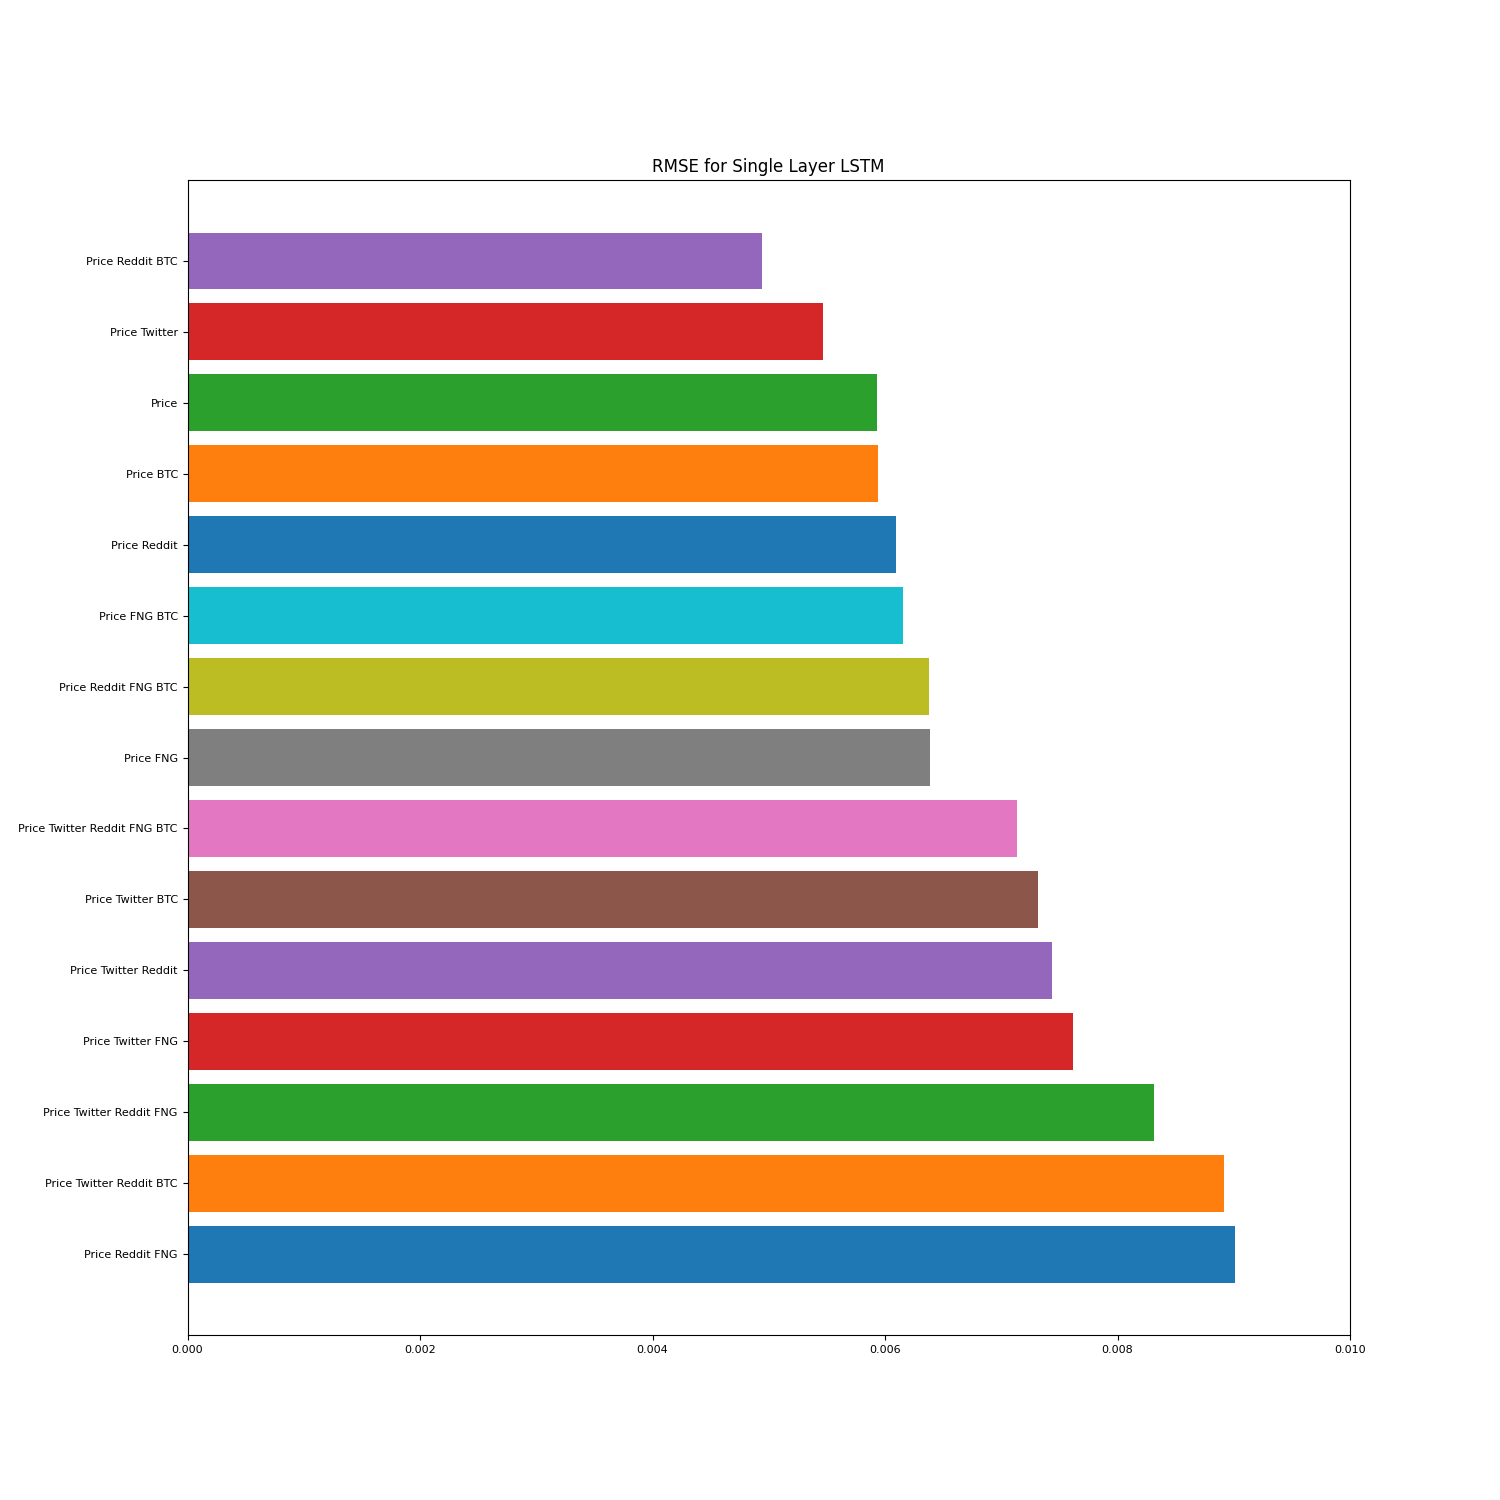 RMSE for Single Layer LSTM
Price Reddit BTC
Price Twitter
Price
Price BTC
Price Reddit
Price FNG BTC
Price Reddit FNG BTC
Price FNG
Price Twitter Reddit FNG BTC
Price Twitter BTC
Price Twitter Reddit
Price Twitter FNG
Price Twitter Reddit FNG
Price Twitter Reddit BTC
Price Reddit FNG
0.000 0.002 0.004 0.006 0.008 0.010